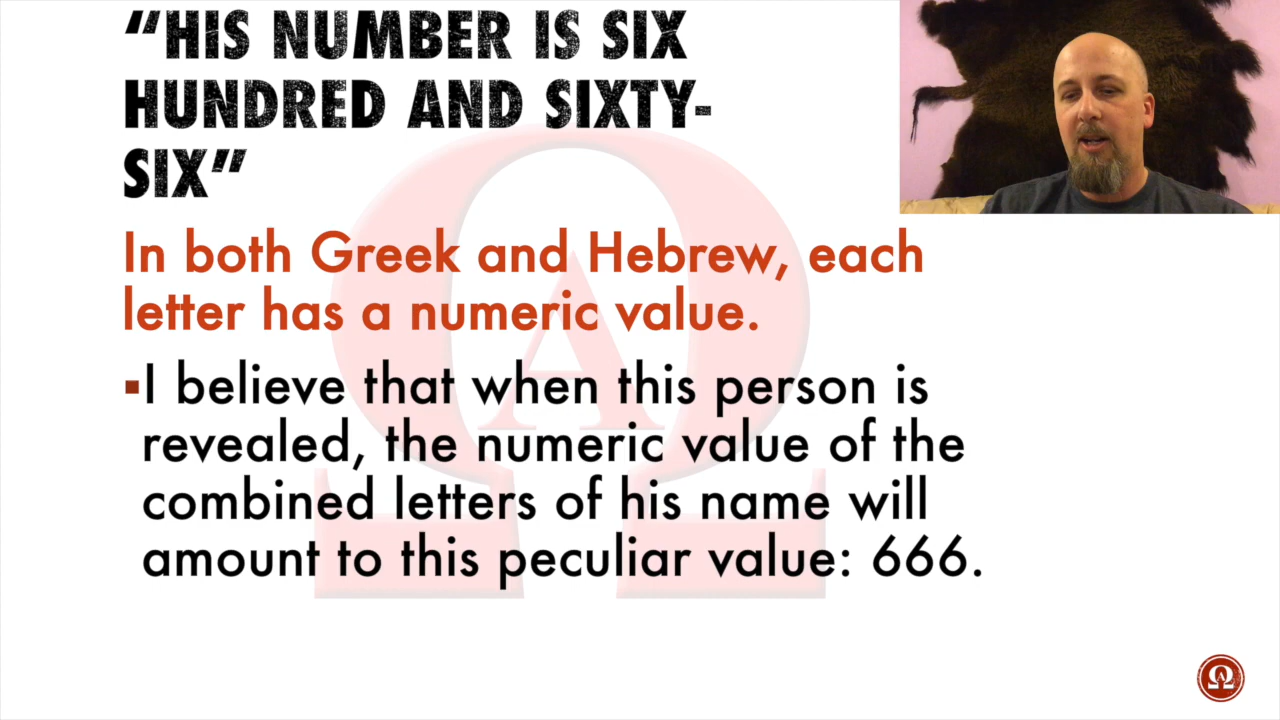 “HIS NUMBER IS SIX
HUNDRED AND SIXTY-
SIX”
In both Greek and Hebrew, each
letter has a numeric value.
▪I believe that when this person is
revealed, the numeric value of the
combined letters of his name will
amount to this peculiar value: 666.
ΑΩ
ΑΩ